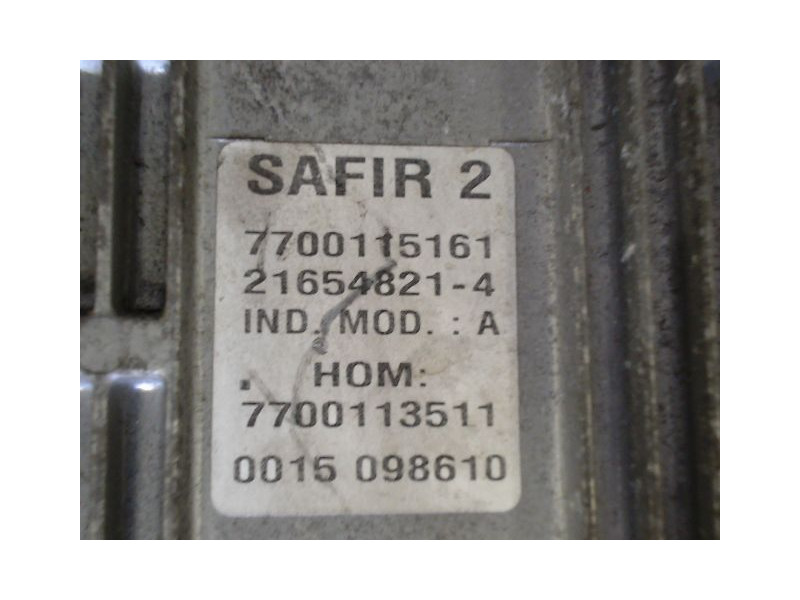 SAFIR 2
7700115161
21654821-4
IND. MOD. : A
. HOM:
7700113511
0015 098610